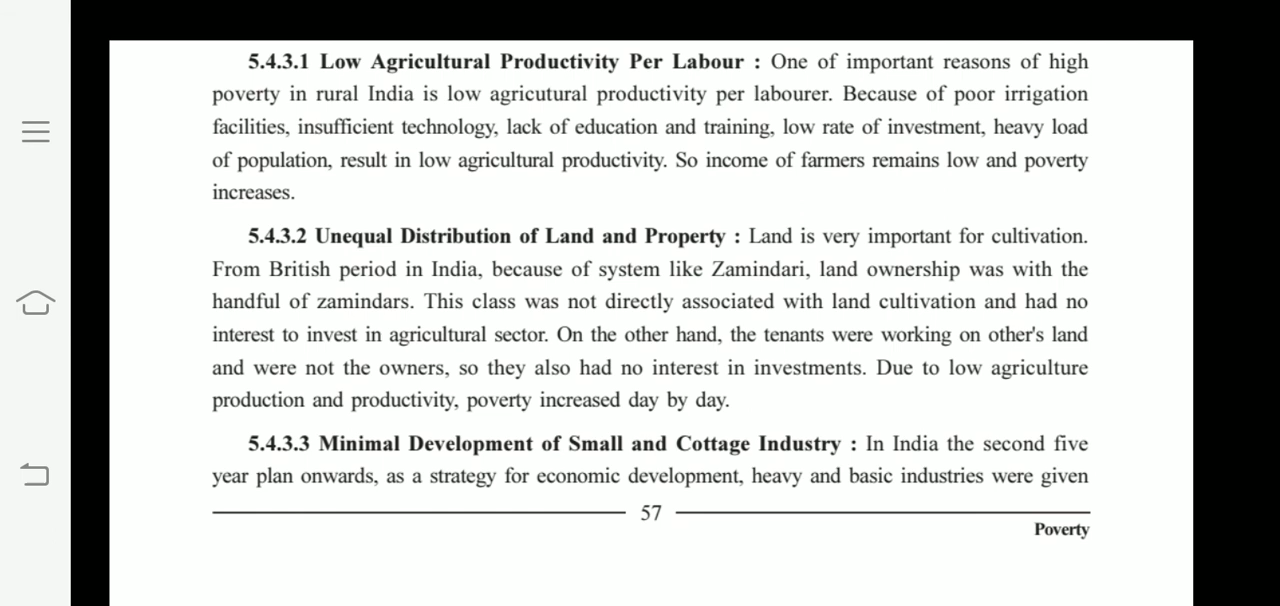 5.4.3.1 Low Agricultural Productivity Per Labour : One of important reasons of high
poverty in rural India is low agricutural productivity per labourer. Because of poor irrigation
facilities, insufficient technology, lack of education and training, low rate of investment, heavy load
of population, result in low agricultural productivity. So income of farmers remains low and poverty
increases.
5.4.3.2 Unequal Distribution of Land and Property : Land is very important for cultivation.
From British period in India, because of system like Zamindari, land ownership was with the
handful of zamindars. This class was not directly associated with land cultivation and had no
interest to invest in agricultural sector. On the other hand, the tenants were working on other's land
and were not the owners, so they also had no interest in investments. Due to low agriculture
production and productivity, poverty increased day by day.
5.4.3.3 Minimal Development of Small and Cottage Industry : In India the second five
year plan onwards, as a strategy for economic development, heavy and basic industries were given
57
Poverty